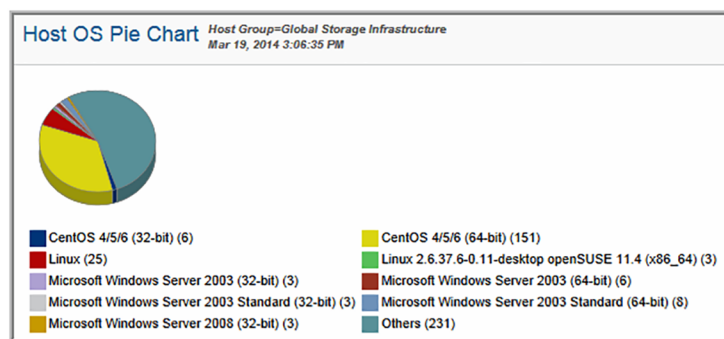 Host OS Pie Chart
Host Group=Global Storage Infrastructure
Mar 19, 2014 3:06:35 PM
CentOS 4/5/6 (32-bit) (6)
CentOS 4/5/6 (64-bit) (151)
Linux (25)
Linux 2.6.37.6-0.11-desktop openSUSE 11.4 (x86_64) (3)
Microsoft Windows Server 2003 (32-bit) (3)
Microsoft Windows Server 2003 (64-bit) (6)
Microsoft Windows Server 2003 Standard (32-bit) (3)
Microsoft Windows Server 2003 Standard (64-bit) (8)
Microsoft Windows Server 2008 (32-bit) (3)
Others (231)